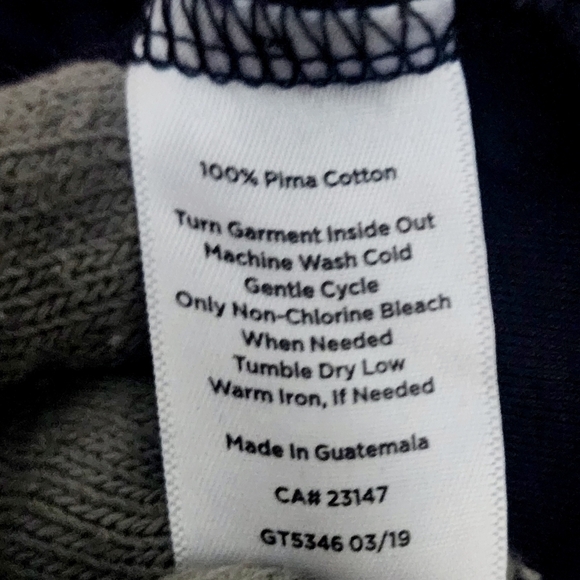 100% Pima Cotton
Turn Garment Inside Out
Machine Wash Cold
Gentle Cycle
Only Non-Chlorine Bleach
When Needed
Tumble Dry Low
Warm Iron, If Needed
Made In Guatemala
CA# 23147
GT5346 03/19